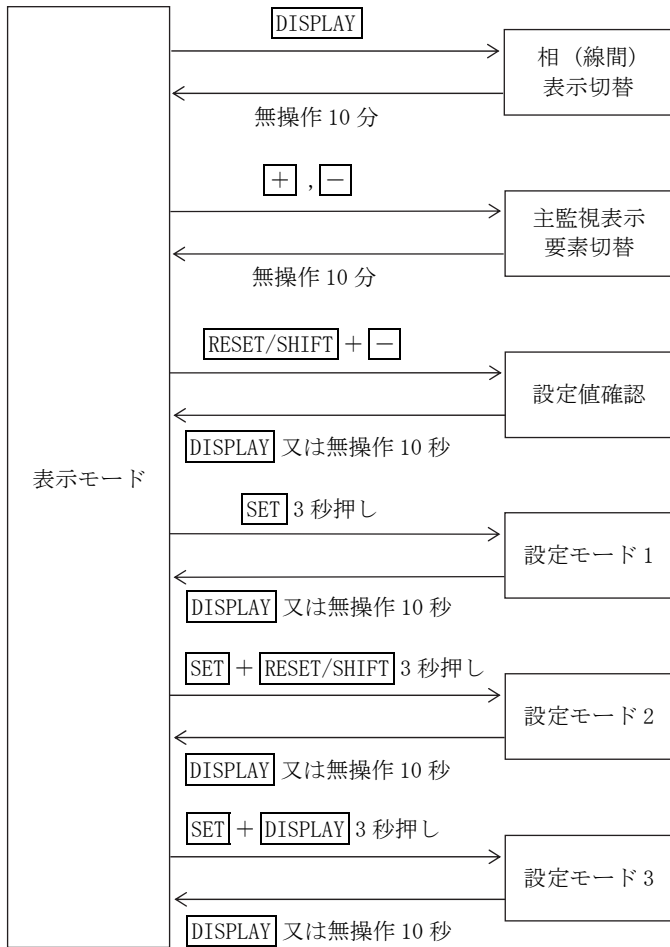 表示モード
DISPLAY
相（線間）
表示切替
無操作 10 分
＋ , －
主監視表示
要素切替
無操作 10 分
RESET/SHIFT ＋ －
設定値確認
DISPLAY 又は無操作 10 秒
SET 3 秒押し
設定モード 1
DISPLAY 又は無操作 10 秒
SET ＋ RESET/SHIFT 3 秒押し
設定モード 2
DISPLAY 又は無操作 10 秒
SET ＋ DISPLAY 3 秒押し
設定モード 3
DISPLAY 又は無操作 10 秒